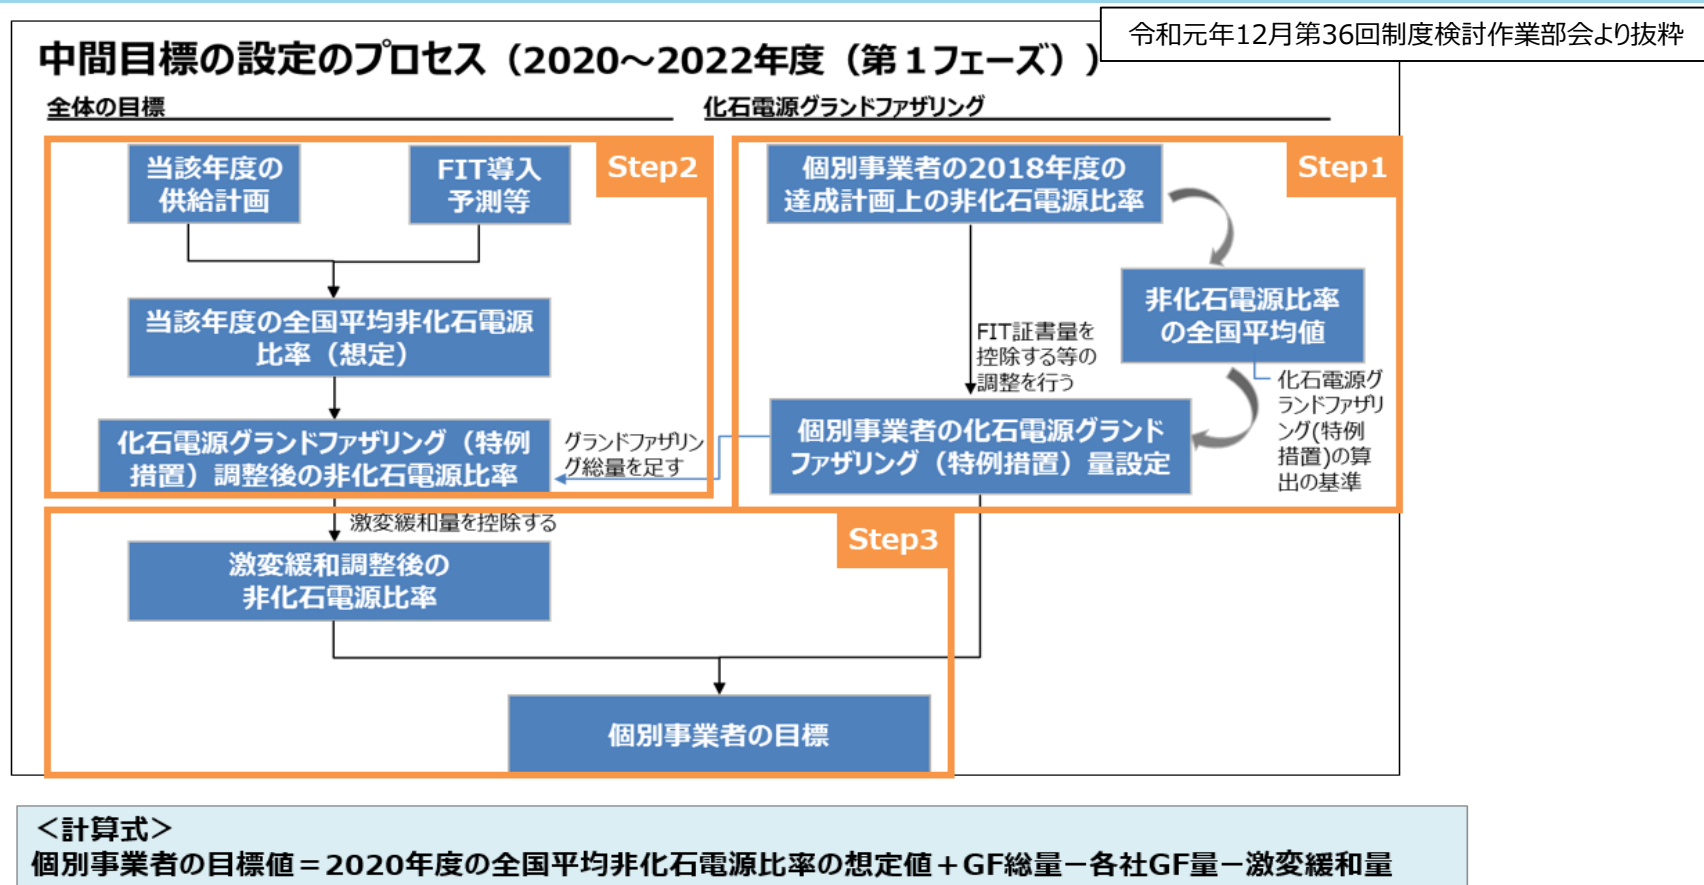 令和元年12月第36回制度検討作業部会より抜粋
中間目標の設定のプロセス（2020～2022年度（第１フェーズ））
全体の目標
化石電源グランドファザリング
Step2
当該年度の
供給計画
FIT導入
予測等
当該年度の全国平均非化石電源
比率（想定）
化石電源グランドファザリング（特例
措置）調整後の非化石電源比率
グランドファザリン
グ総量を足す
Step1
個別事業者の2018年度の
達成計画上の非化石電源比率
非化石電源比率
の全国平均値
FIT証書量を
控除する等の
調整を行う
化石電源グ
ランドファザリ
ング(特例
措置)の算
出の基準
個別事業者の化石電源グランド
ファザリング（特例措置）量設定
Step3
激変緩和量を控除する
激変緩和調整後の
非化石電源比率
個別事業者の目標
＜計算式＞
個別事業者の目標値＝2020年度の全国平均非化石電源比率の想定値＋GF総量－各社GF量－激変緩和量